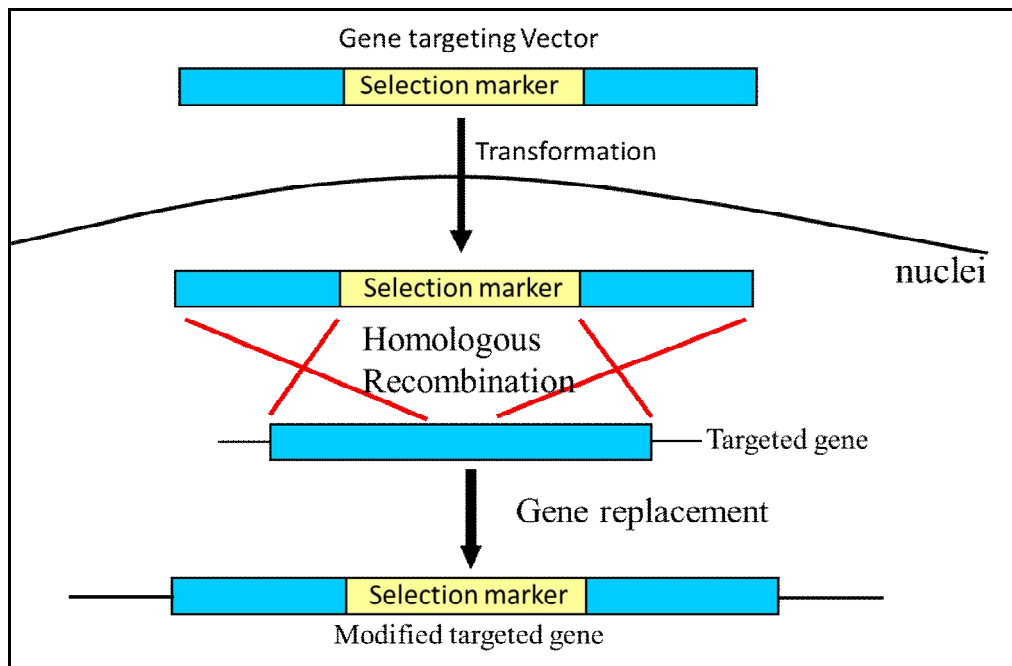 Gene targeting Vector
Selection marker
Transformation
nuclei
Selection marker
Homologous
Recombination
Targeted gene
Gene replacement
Selection marker
Modified targeted gene